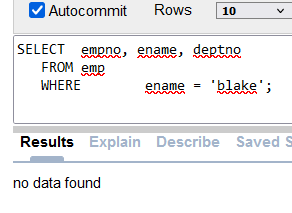 Autocommit Rows 10
SELECT empno, ename, deptno
FROM emp
WHERE ename = 'blake';
Results Explain Describe Saved S
no data found